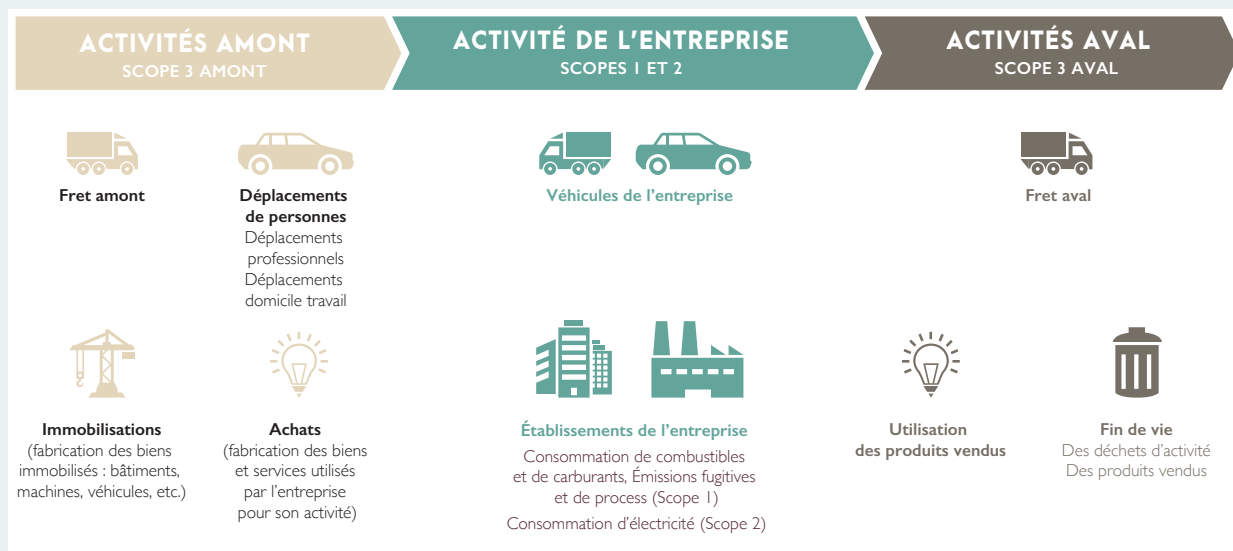 ACTIVITÉS AMONT
SCOPE 3 AMONT
ACTIVITÉ DE L'ENTREPRISE
SCOPES 1 ET 2
ACTIVITÉS AVAL
SCOPE 3 AVAL
Fret amont
Déplacements
de personnes
Déplacements
professionnels
Déplacements
domicile travail
Véhicules de l'entreprise
Fret aval
Immobilisations
(fabrication des biens
immobilisés : bâtiments,
machines, véhicules, etc.)
Achats
(fabrication des biens
et services utilisés
par l'entreprise
pour son activité)
Établissements de l'entreprise
Consommation de combustibles
et de carburants, Émissions fugitives
et de process (Scope 1)
Consommation d'électricité (Scope 2)
Utilisation
des produits vendus
Fin de vie
Des déchets d'activité
Des produits vendus